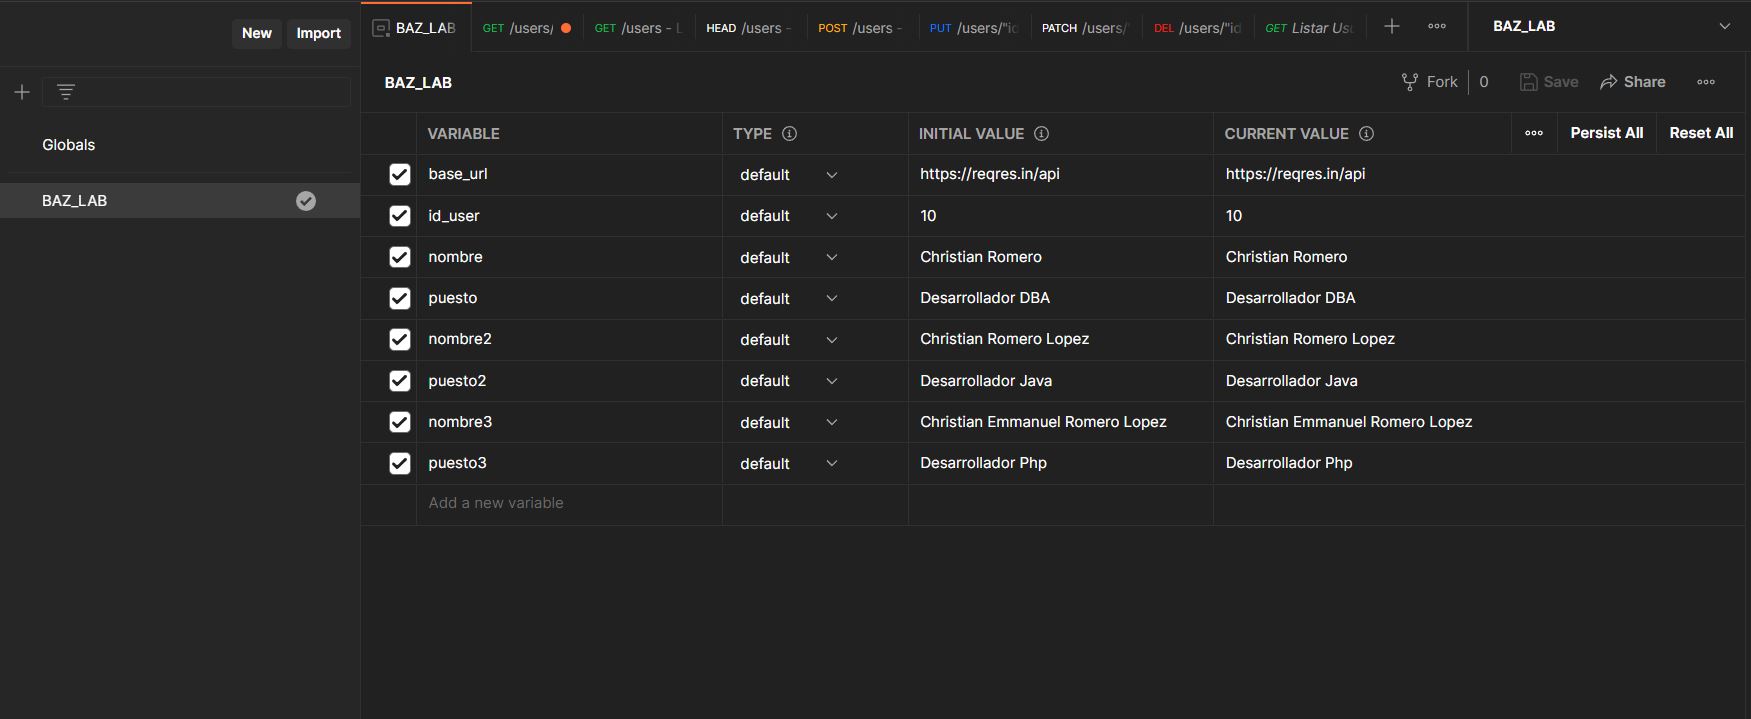 New Import
BAZ_LAB GET /users/ GET /users - L HEAD /users - POST /users - PUT /users/"id PATCH /users/" DEL /users/"id GET Listar Usu BAZ_LAB
BAZ_LAB Fork 0 Save Share
Globals
BAZ_LAB
VARIABLE TYPE INITIAL VALUE CURRENT VALUE Persist All Reset All
base_url default https://reqres.in/api https://reqres.in/api
id_user default 10 10
nombre default Christian Romero Christian Romero
puesto default Desarrollador DBA Desarrollador DBA
nombre2 default Christian Romero Lopez Christian Romero Lopez
puesto2 default Desarrollador Java Desarrollador Java
nombre3 default Christian Emmanuel Romero Lopez Christian Emmanuel Romero Lopez
puesto3 default Desarrollador Php Desarrollador Php
Add a new variable